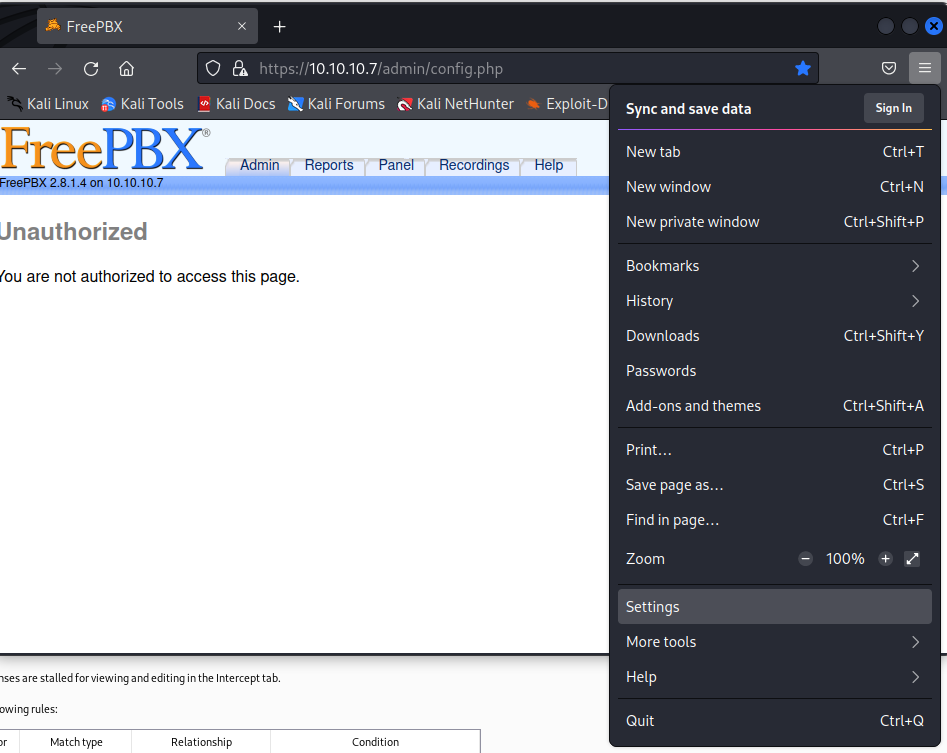 FreePBX
https://10.10.10.7/admin/config.php
Kali Linux Kali Tools Kali Docs Kali Forums Kali NetHunter Exploit-D
FreePBX®
Admin Reports Panel Recordings Help
FreePBX 2.8.1.4 on 10.10.10.7
Unauthorized
You are not authorized to access this page.
Sync and save data Sign In
New tab Ctrl+T
New window Ctrl+N
New private window Ctrl+Shift+P
Bookmarks
History
Downloads Ctrl+Shift+Y
Passwords
Add-ons and themes Ctrl+Shift+A
Print… Ctrl+P
Save page as… Ctrl+S
Find in page… Ctrl+F
Zoom 100%
Settings
More tools
Help
Quit Ctrl+Q
nses are stalled for viewing and editing in the Intercept tab.
owing rules:
or Match type Relationship Condition